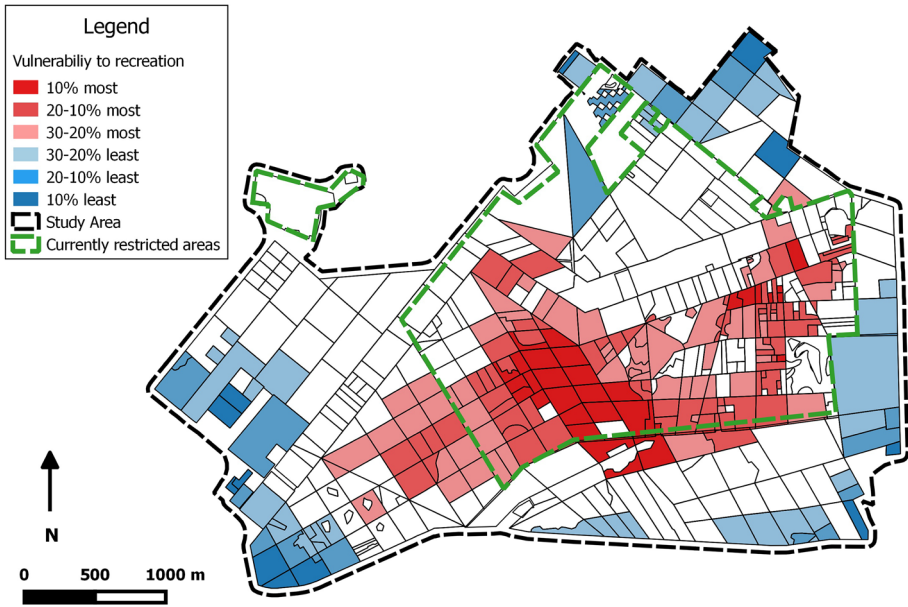 Legend
Vulnerabiliy to recreation
10% most
20-10% most
30-20% most
30-20% least
20-10% least
10% least
Study Area
Currently restricted areas
N
0 500 1000 m